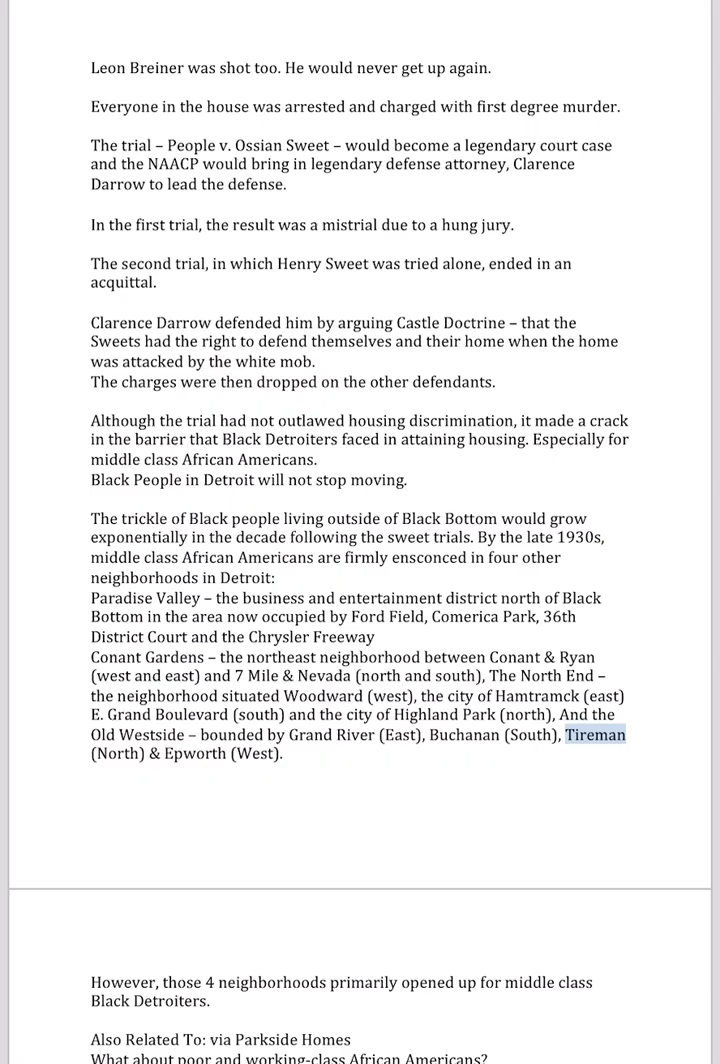 Leon Breiner was shot too. He would never get up again.
Everyone in the house was arrested and charged with first degree murder.
The trial – People v. Ossian Sweet – would become a legendary court case
and the NAACP would bring in legendary defense attorney, Clarence
Darrow to lead the defense.
In the first trial, the result was a mistrial due to a hung jury.
The second trial, in which Henry Sweet was tried alone, ended in an
acquittal.
Clarence Darrow defended him by arguing Castle Doctrine – that the
Sweets had the right to defend themselves and their home when the home
was attacked by the white mob.
The charges were then dropped on the other defendants.
Although the trial had not outlawed housing discrimination, it made a crack
in the barrier that Black Detroiters faced in attaining housing. Especially for
middle class African Americans.
Black People in Detroit will not stop moving.
The trickle of Black people living outside of Black Bottom would grow
exponentially in the decade following the sweet trials. By the late 1930s,
middle class African Americans are firmly ensconced in four other
neighborhoods in Detroit:
Paradise Valley – the business and entertainment district north of Black
Bottom in the area now occupied by Ford Field, Comerica Park, 36th
District Court and the Chrysler Freeway
Conant Gardens – the northeast neighborhood between Conant & Ryan
(west and east) and 7 Mile & Nevada (north and south), The North End –
the neighborhood situated Woodward (west), the city of Hamtramck (east)
E. Grand Boulevard (south) and the city of Highland Park (north), And the
Old Westside – bounded by Grand River (East), Buchanan (South), Tireman
(North) & Epworth (West).
However, those 4 neighborhoods primarily opened up for middle class
Black Detroiters.
Also Related To: via Parkside Homes
What about poor and working-class African Americans?